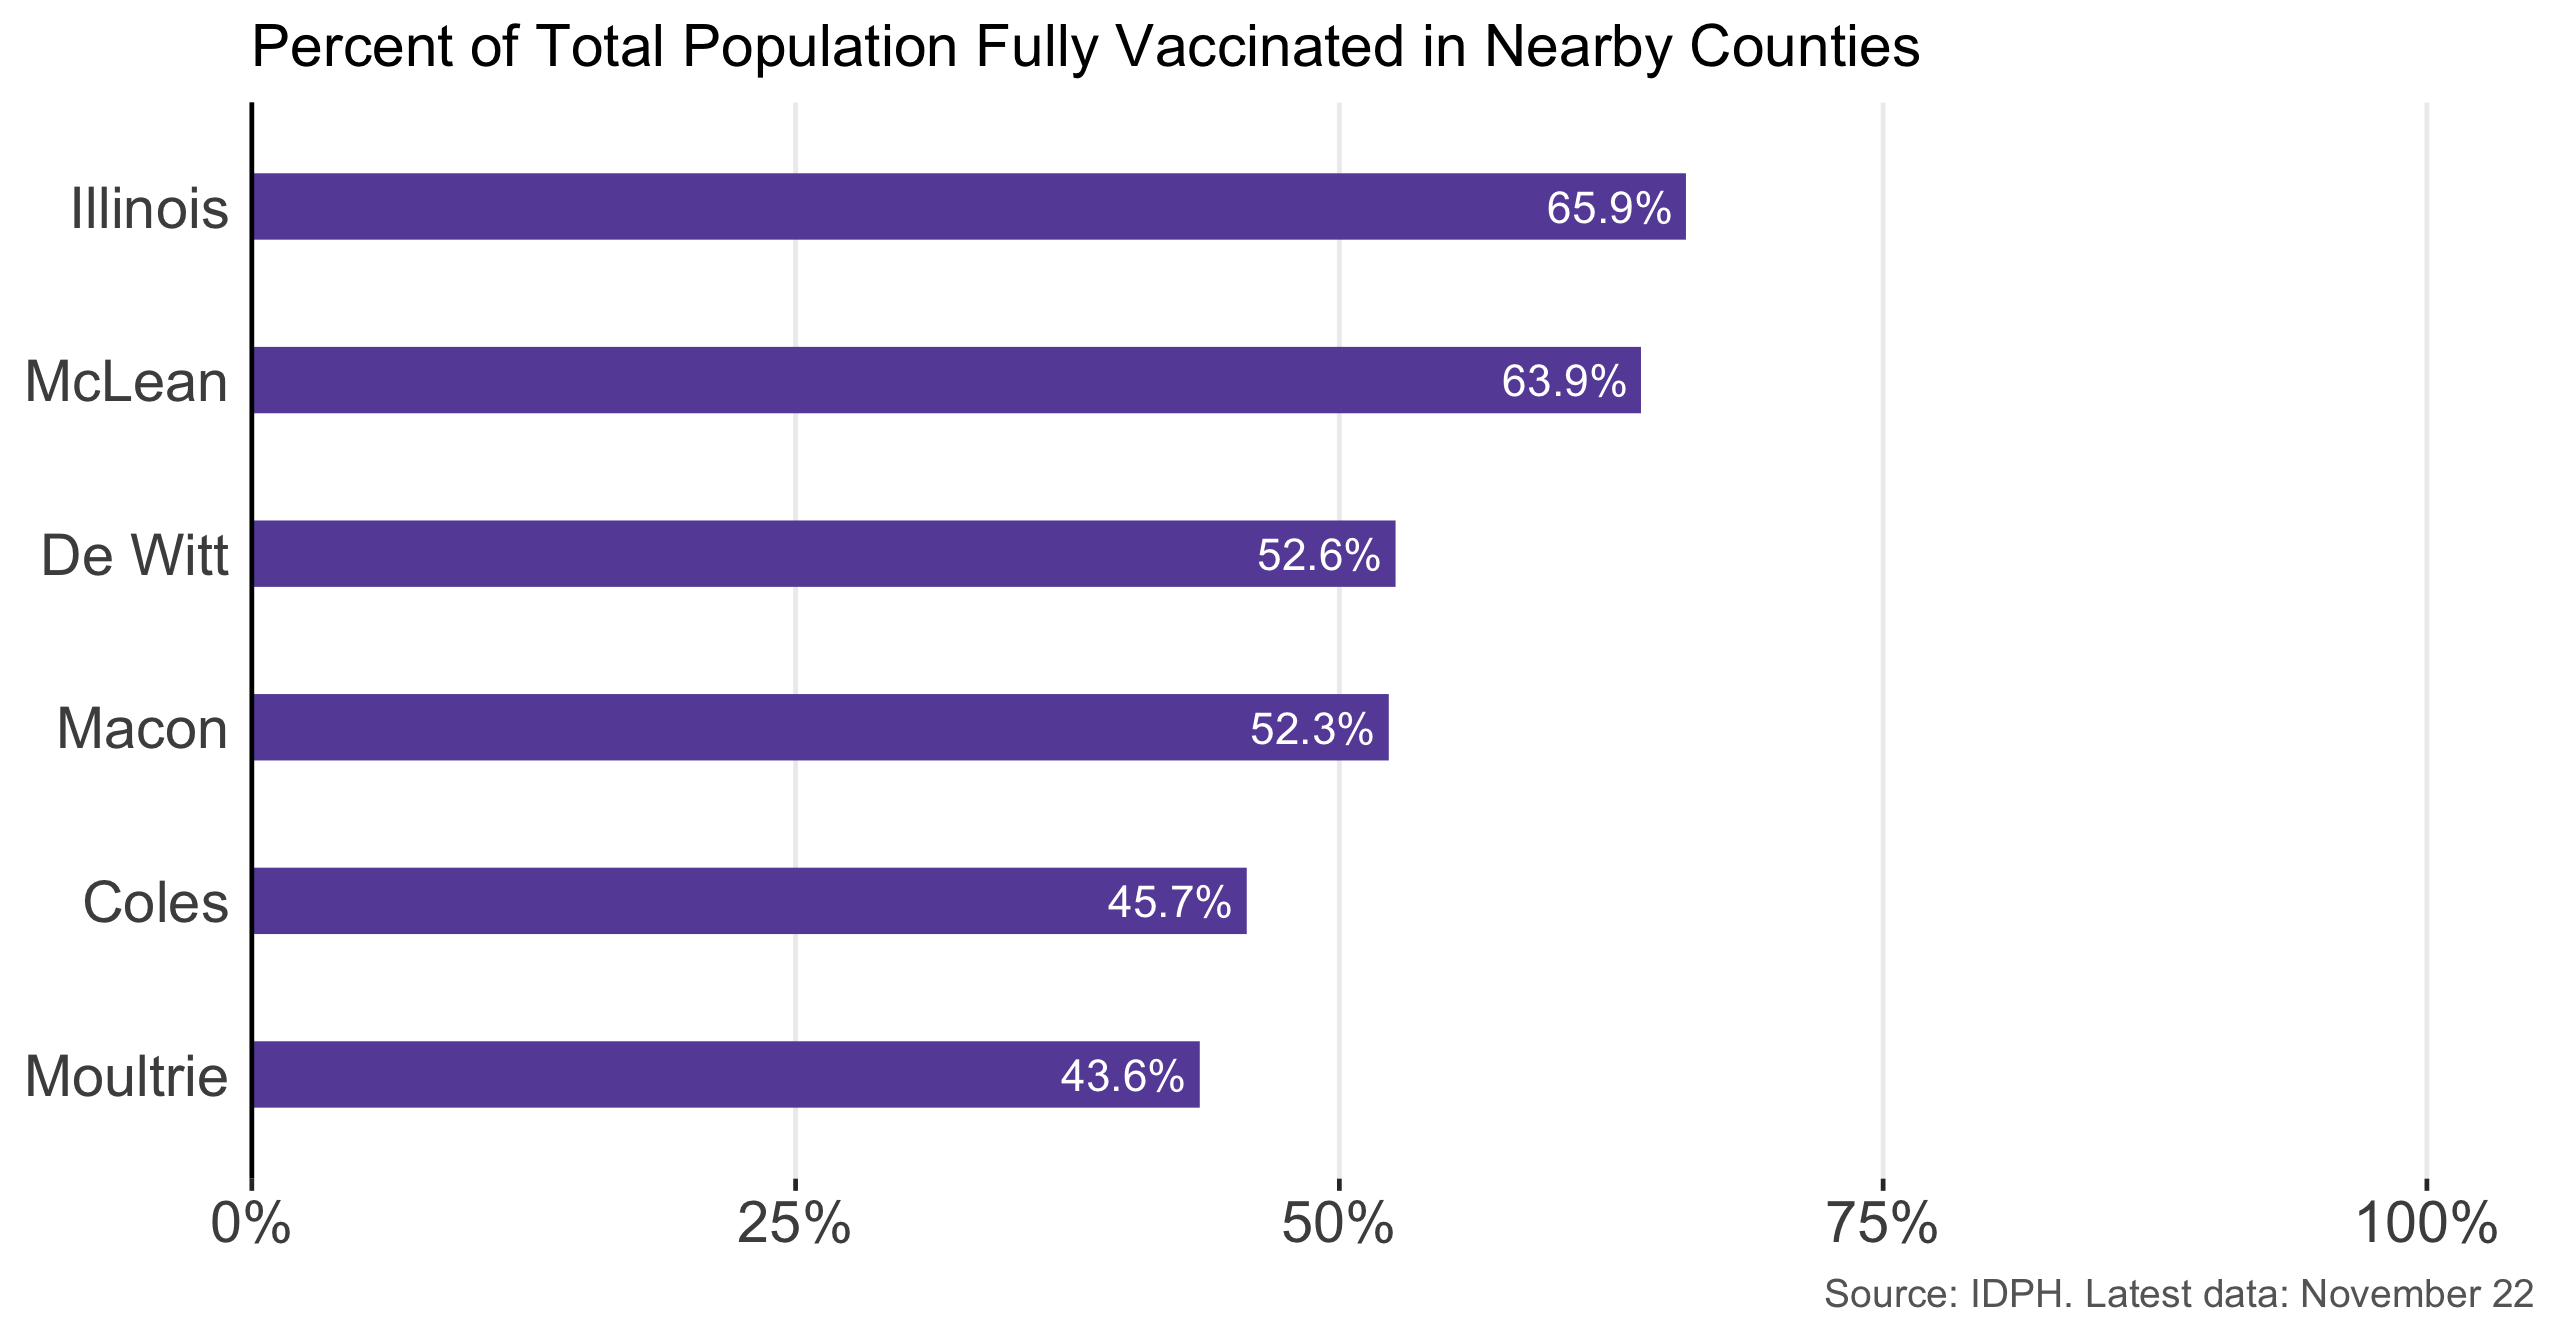 Percent of Total Population Fully Vaccinated in Nearby Counties
Illinois
65.9%
McLean
63.9%
De Witt
52.6%
Macon
52.3%
Coles
45.7%
Moultrie
43.6%
0%
25%
50%
75%
100%
Source: IDPH. Latest data: November 22